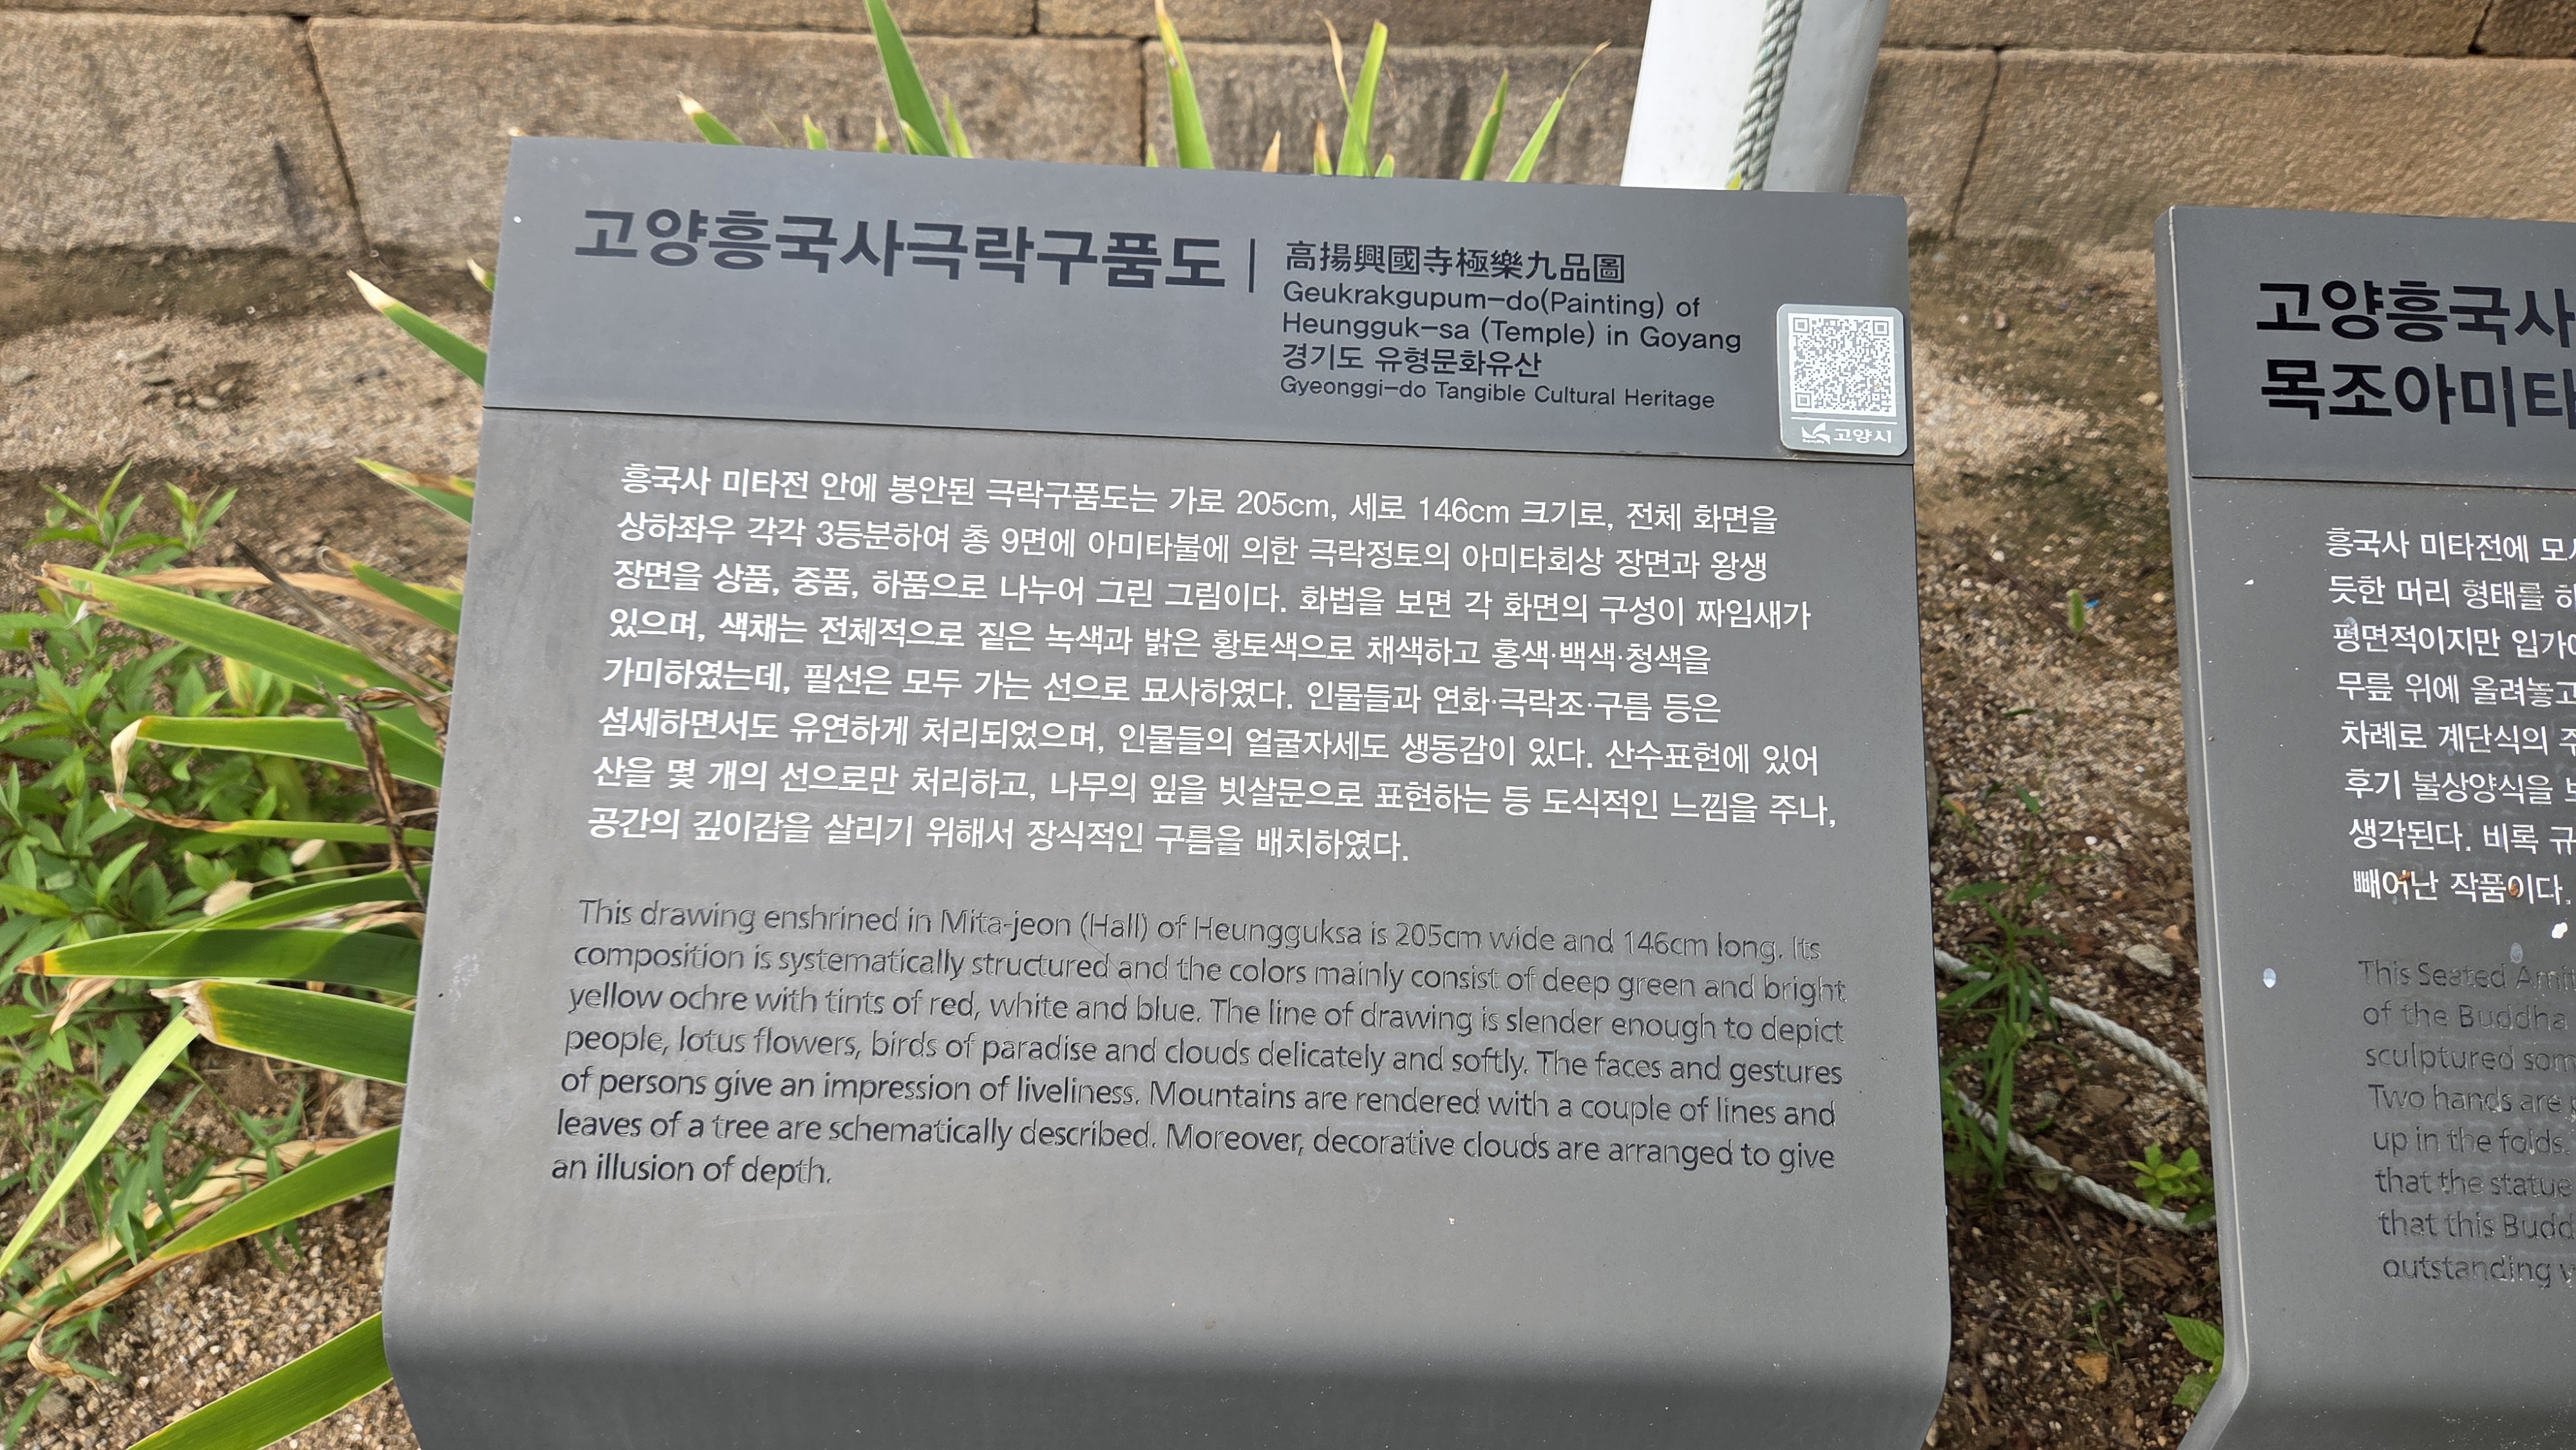 고양흥국사극락구품도
高揚興國寺極樂九品圖
Geukrakgupum-do(Painting) of
Heungguk-sa (Temple) in Goyang
경기도 유형문화유산
Gyeonggi-do Tangible Cultural Heritage
고양시
흥국사 미타전 안에 봉안된 극락구품도는 가로 205cm, 세로 146cm 크기로, 전체 화면을
상하좌우 각각 3등분하여 총 9면에 아미타불에 의한 극락정토의 아미타회상 장면과 왕생
장면을 상품, 중품, 하품으로 나누어 그린 그림이다. 화법을 보면 각 화면의 구성이 짜임새가
있으며, 색채는 전체적으로 짙은 녹색과 밝은 황토색으로 채색하고 홍색·백색·청색을
가미하였는데, 필선은 모두 가는 선으로 묘사하였다. 인물들과 연화·극락조·구름 등은
섬세하면서도 유연하게 처리되었으며, 인물들의 얼굴자세도 생동감이 있다. 산수표현에 있어
산을 몇 개의 선으로만 처리하고, 나무의 잎을 빗살문으로 표현하는 등 도식적인 느낌을 주나,
공간의 깊이감을 살리기 위해서 장식적인 구름을 배치하였다.
This drawing enshrined in Mita-jeon (Hall) of Heungguksa is 205cm wide and 146cm long. Its
composition is systematically structured and the colors mainly consist of deep green and bright
yellow ochre with tints of red, white and blue. The line of drawing is slender enough to depict
people, lotus flowers, birds of paradise and clouds delicately and softly. The faces and gestures
of persons give an impression of liveliness. Mountains are rendered with a couple of lines and
leaves of a tree are schematically described. Moreover, decorative clouds are arranged to give
an illusion of depth.
고양흥국사
목조아미타
흥국사 미타전에
듯한 머리 형태를
평면적이지만
무릎 위에 올려놓고
차례로 계단식의
후기 불상양식을
생각된다. 비록
빼어난 작품이다.
This Seated
of the Buddha
sculptured
Two hands are
up in the folds.
that the statue
that this
outstanding